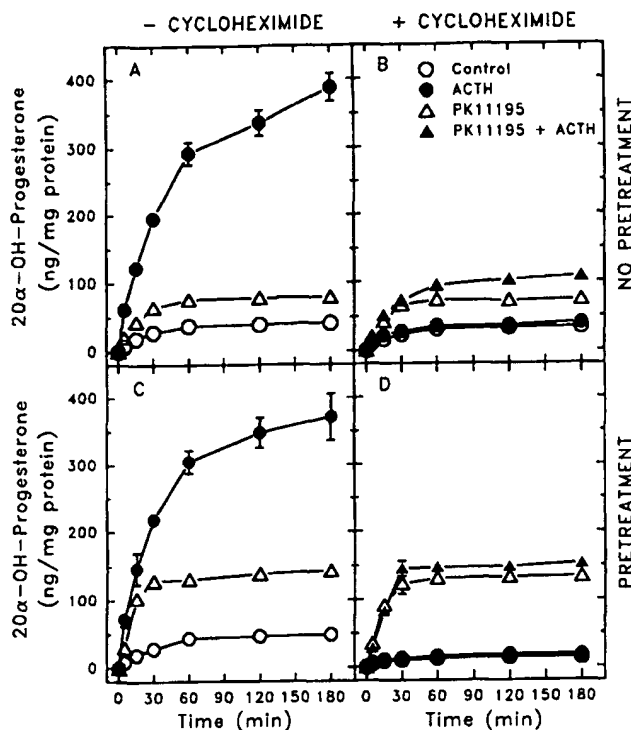 − CYCLOHEXIMIDE
+ CYCLOHEXIMIDE
A
400
300
200
100
0
20α−OH−Progesterone
(ng/mg protein)
B
Control
ACTH
PK11195
PK11195 + ACTH
NO PRETREATMENT
C
400
300
200
100
0
20α−OH−Progesterone
(ng/mg protein)
D
PRETREATMENT
0 30 60 90 120 150 180
Time (min)
0 30 60 90 120 150 180
Time (min)